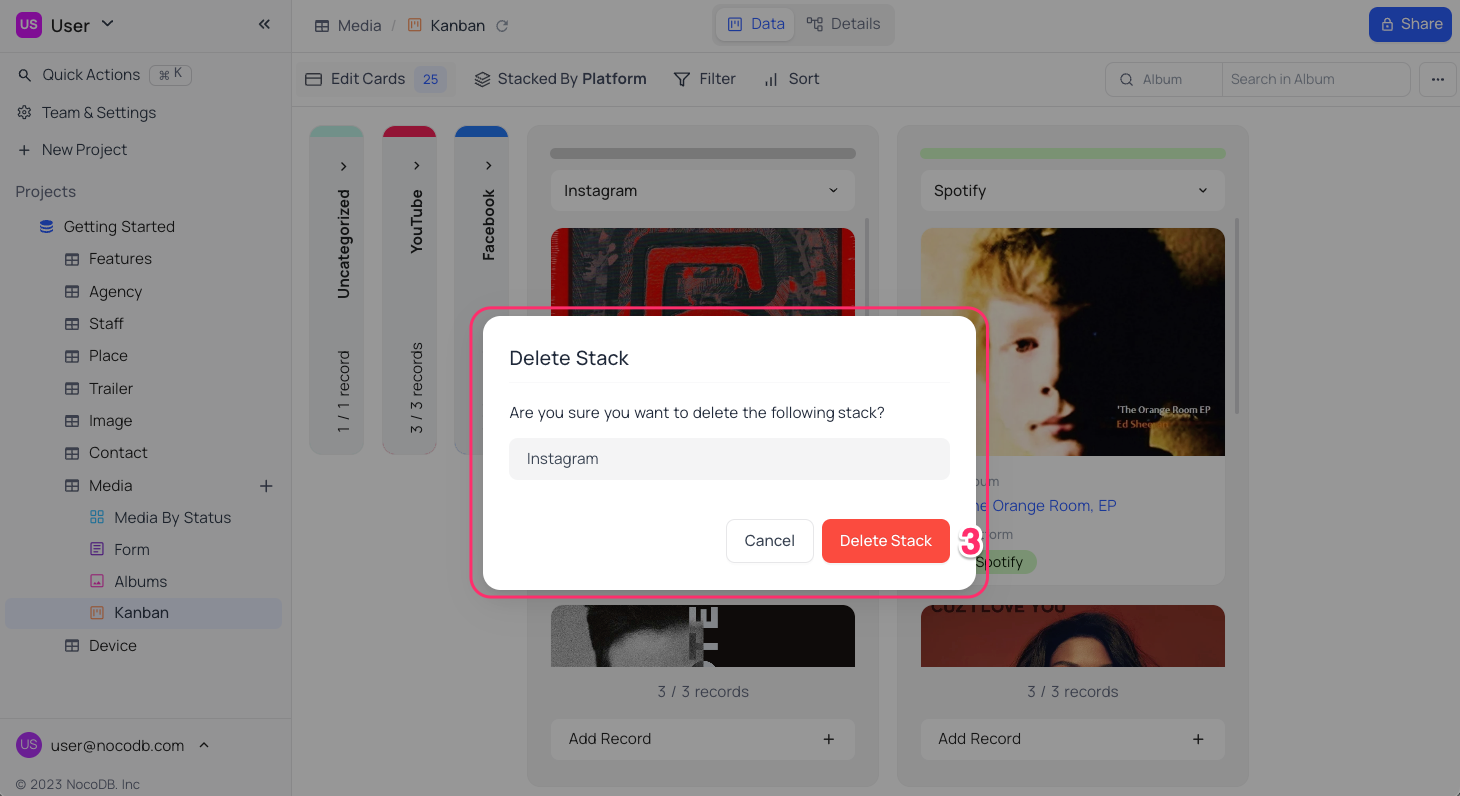 US User
Quick Actions ⌘ K
Team & Settings
+ New Project
Projects
Getting Started
Features
Agency
Staff
Place
Trailer
Image
Contact
Media +
Media By Status
Form
Albums
Kanban
Device
US user@nocodb.com
© 2023 NocoDB. Inc
Media / Kanban
Data Details
Share
Edit Cards 25 Stacked By Platform Filter Sort
Album Search in Album ...
Uncategorized
1 / 1 record
YouTube
3 / 3 records
Facebook
Instagram
3 / 3 records
Add Record +
Spotify
'The Orange Room EP
Ed Sheeran
bum
he Orange Room, EP
form
Spotify
CUZ I LOVE YOU
3 / 3 records
Add Record +
Delete Stack
Are you sure you want to delete the following stack?
Instagram
Cancel Delete Stack 3